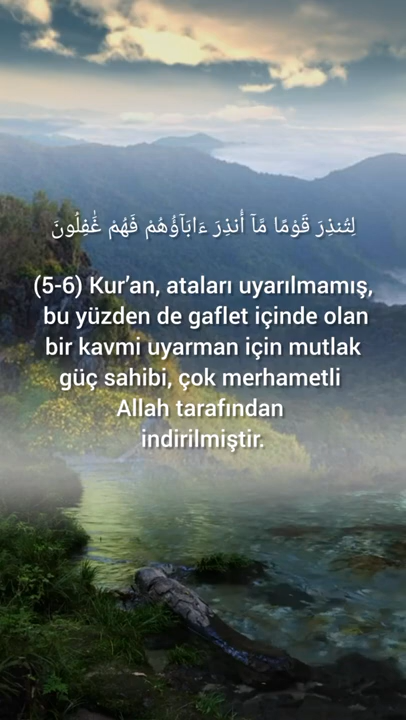 لِتُنذِرَ قَوْمًا مَّآ أُنذِرَ ءَابَآؤُهُمْ فَهُمْ غَٰفِلُونَ
(5-6) Kur’an, ataları uyarılmamış,
bu yüzden de gaflet içinde olan
bir kavmi uyarman için mutlak
güç sahibi, çok merhametli
Allah tarafından
indirilmiştir.